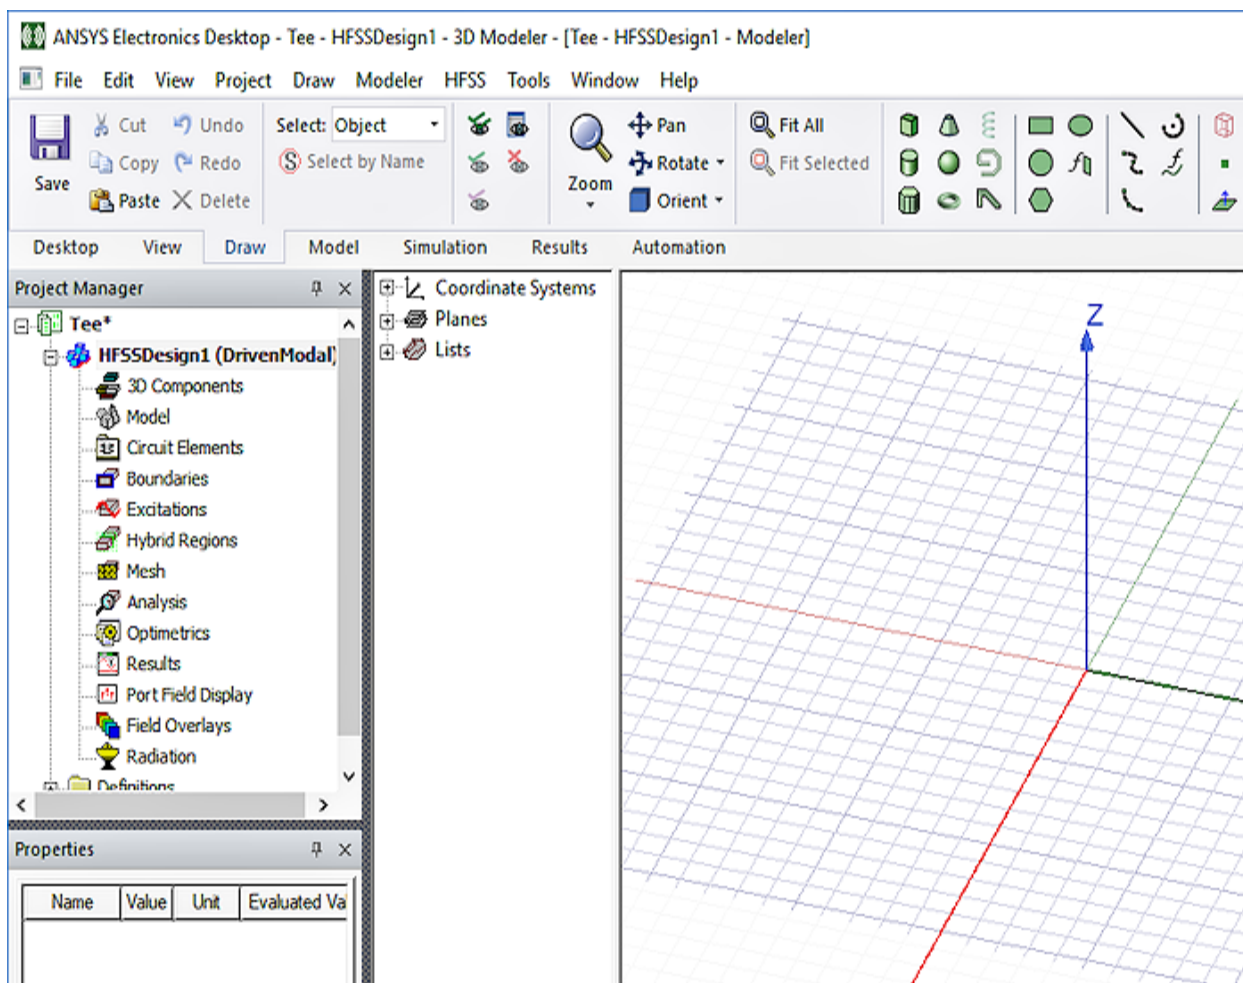 ANSYS Electronics Desktop - Tee - HFSSDesign1 - 3D Modeler - [Tee - HFSSDesign1 - Modeler]
File Edit View Project Draw Modeler HFSS Tools Window Help
Save
Cut Undo
Copy Redo
Paste Delete
Select: Object
Select by Name
Zoom
Pan
Rotate
Orient
Fit All
Fit Selected
Desktop View Draw Model Simulation Results Automation
Project Manager
Tee*
HFSSDesign1 (DrivenModal)
3D Components
Model
Circuit Elements
Boundaries
Excitations
Hybrid Regions
Mesh
Analysis
Optimetrics
Results
Port Field Display
Field Overlays
Radiation
Definitions
Properties
Name Value Unit Evaluated Va
Coordinate Systems
Planes
Lists
Z